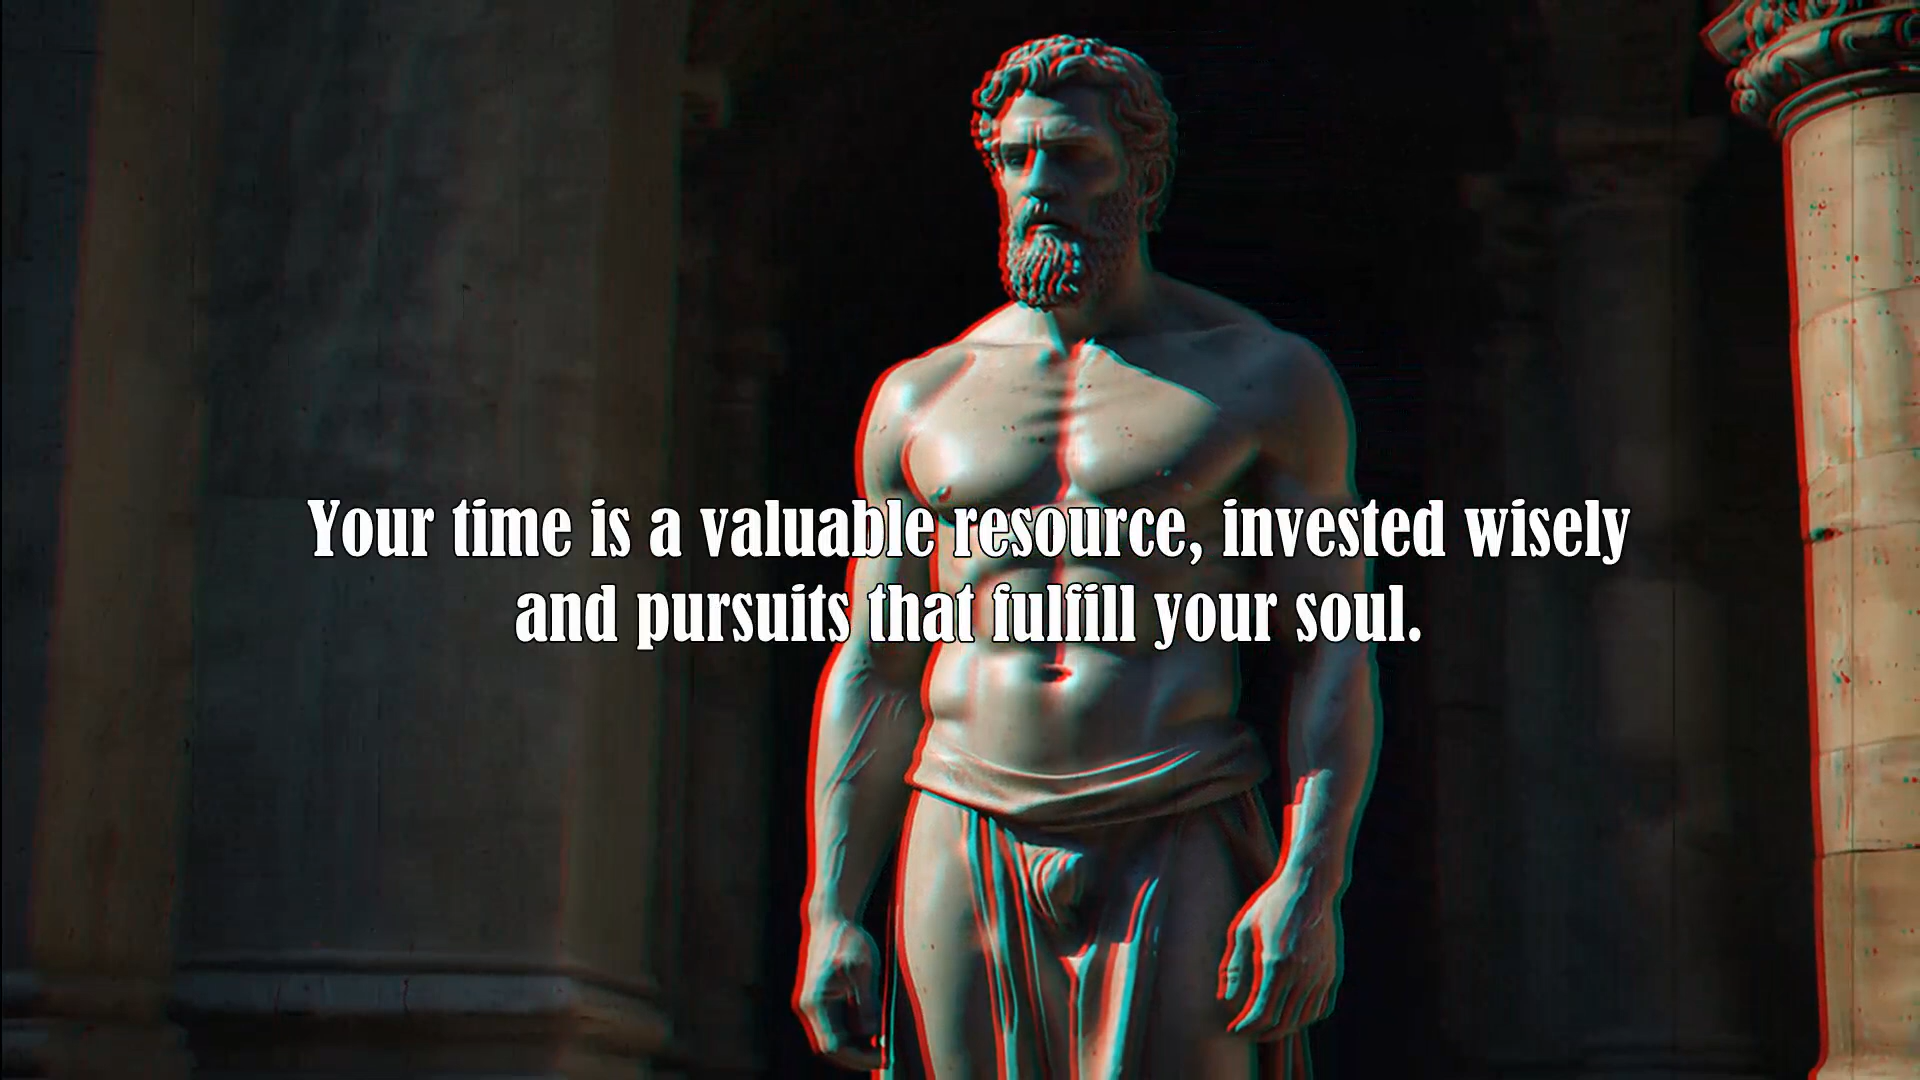 Your time is a valuable resource, invested wisely
and pursuits that fulfill your soul.